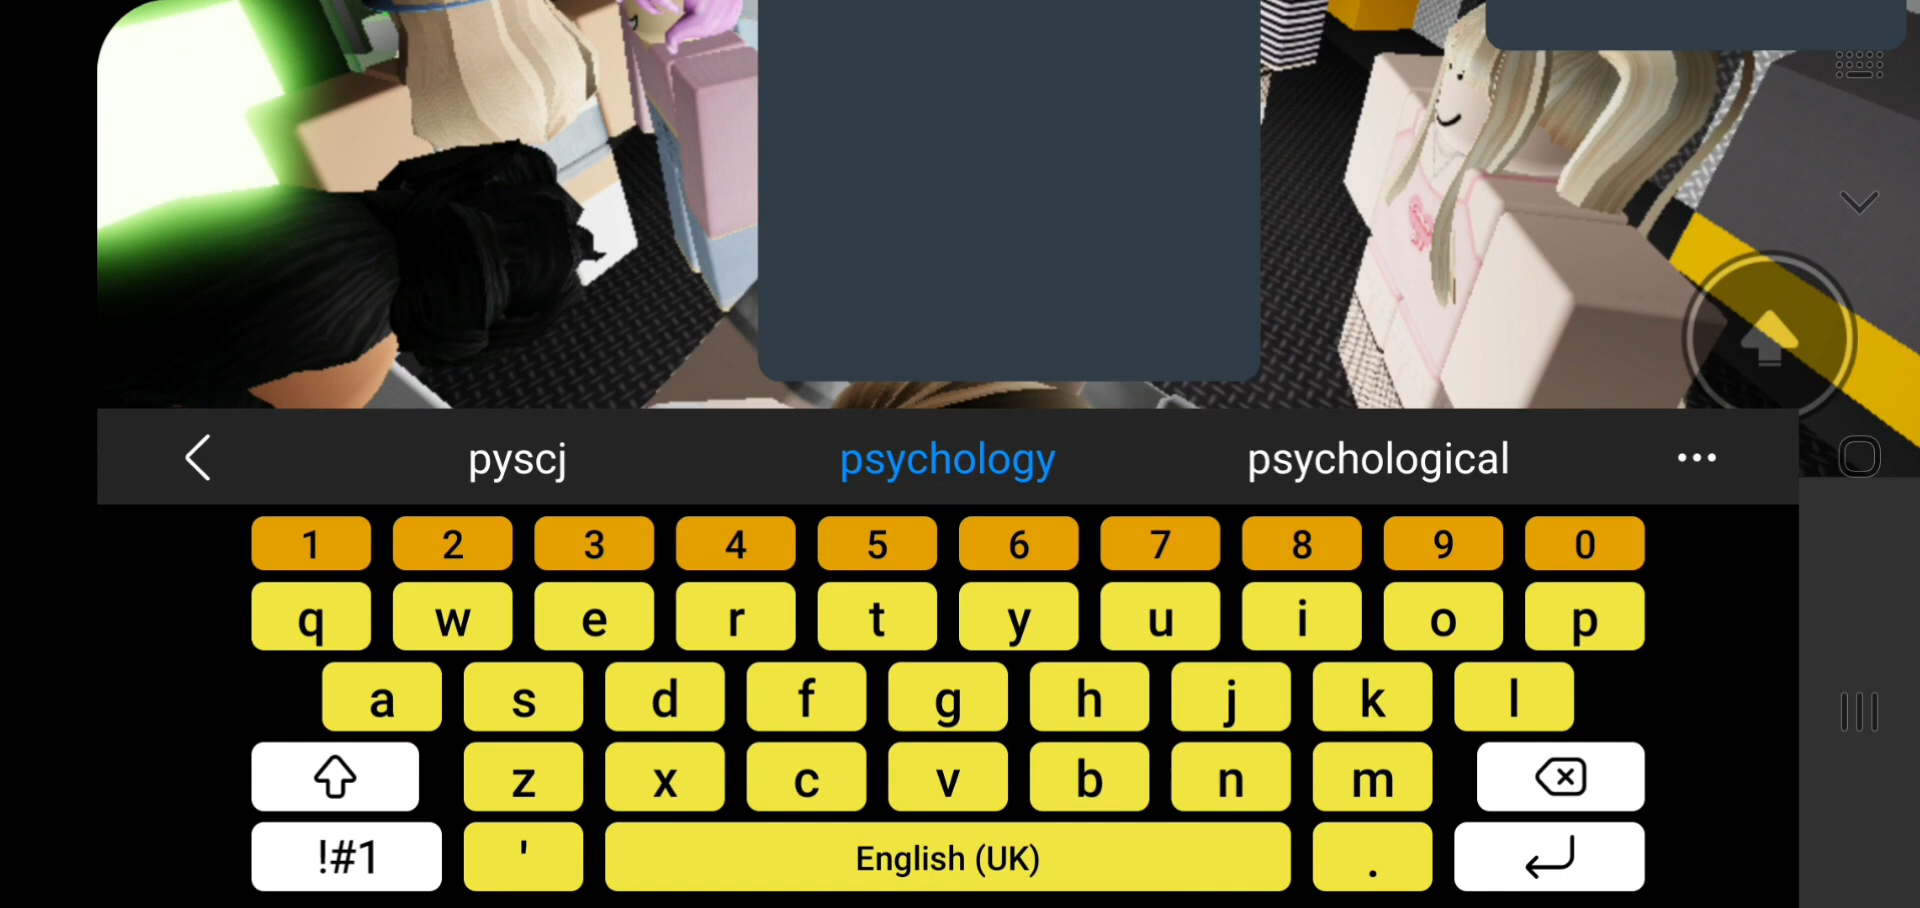 pyscj psychology psychological
1 2 3 4 5 6 7 8 9 0
q w e r t y u i o p
a s d f g h j k l
z x c v b n m
!#1 ' English (UK) .